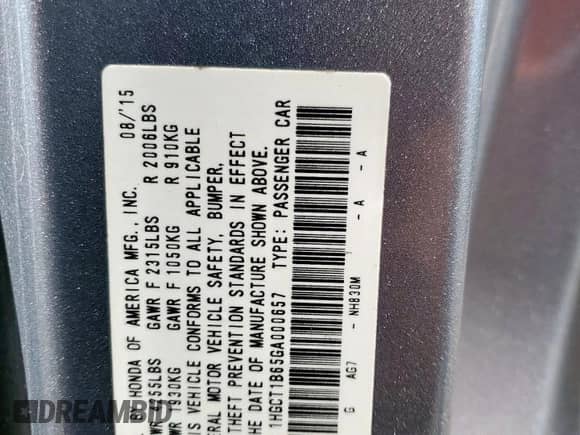 HONDA OF AMERICA MFG., INC. 08/'15
GAWR F 2315LBS R 2006LBS
1930KG GAWR F 1050KG R 910KG
VEHICLE CONFORMS TO ALL APPLICABLE
MOTOR VEHICLE SAFETY, BUMPER,
THEFT PREVENTION STANDARDS IN EFFECT
DATE OF MANUFACTURE SHOWN ABOVE.
1HGCT1B65GA000657 TYPE: PASSENGER CAR
G AG7 NH830M - A - A
DREAMBID